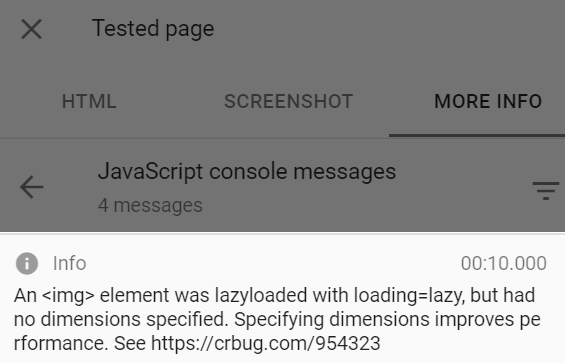 Tested page
HTML SCREENSHOT MORE INFO
JavaScript console messages
4 messages
Info 00:10.000
An <img> element was lazyloaded with loading=lazy, but had
no dimensions specified. Specifying dimensions improves pe
rformance. See https://crbug.com/954323